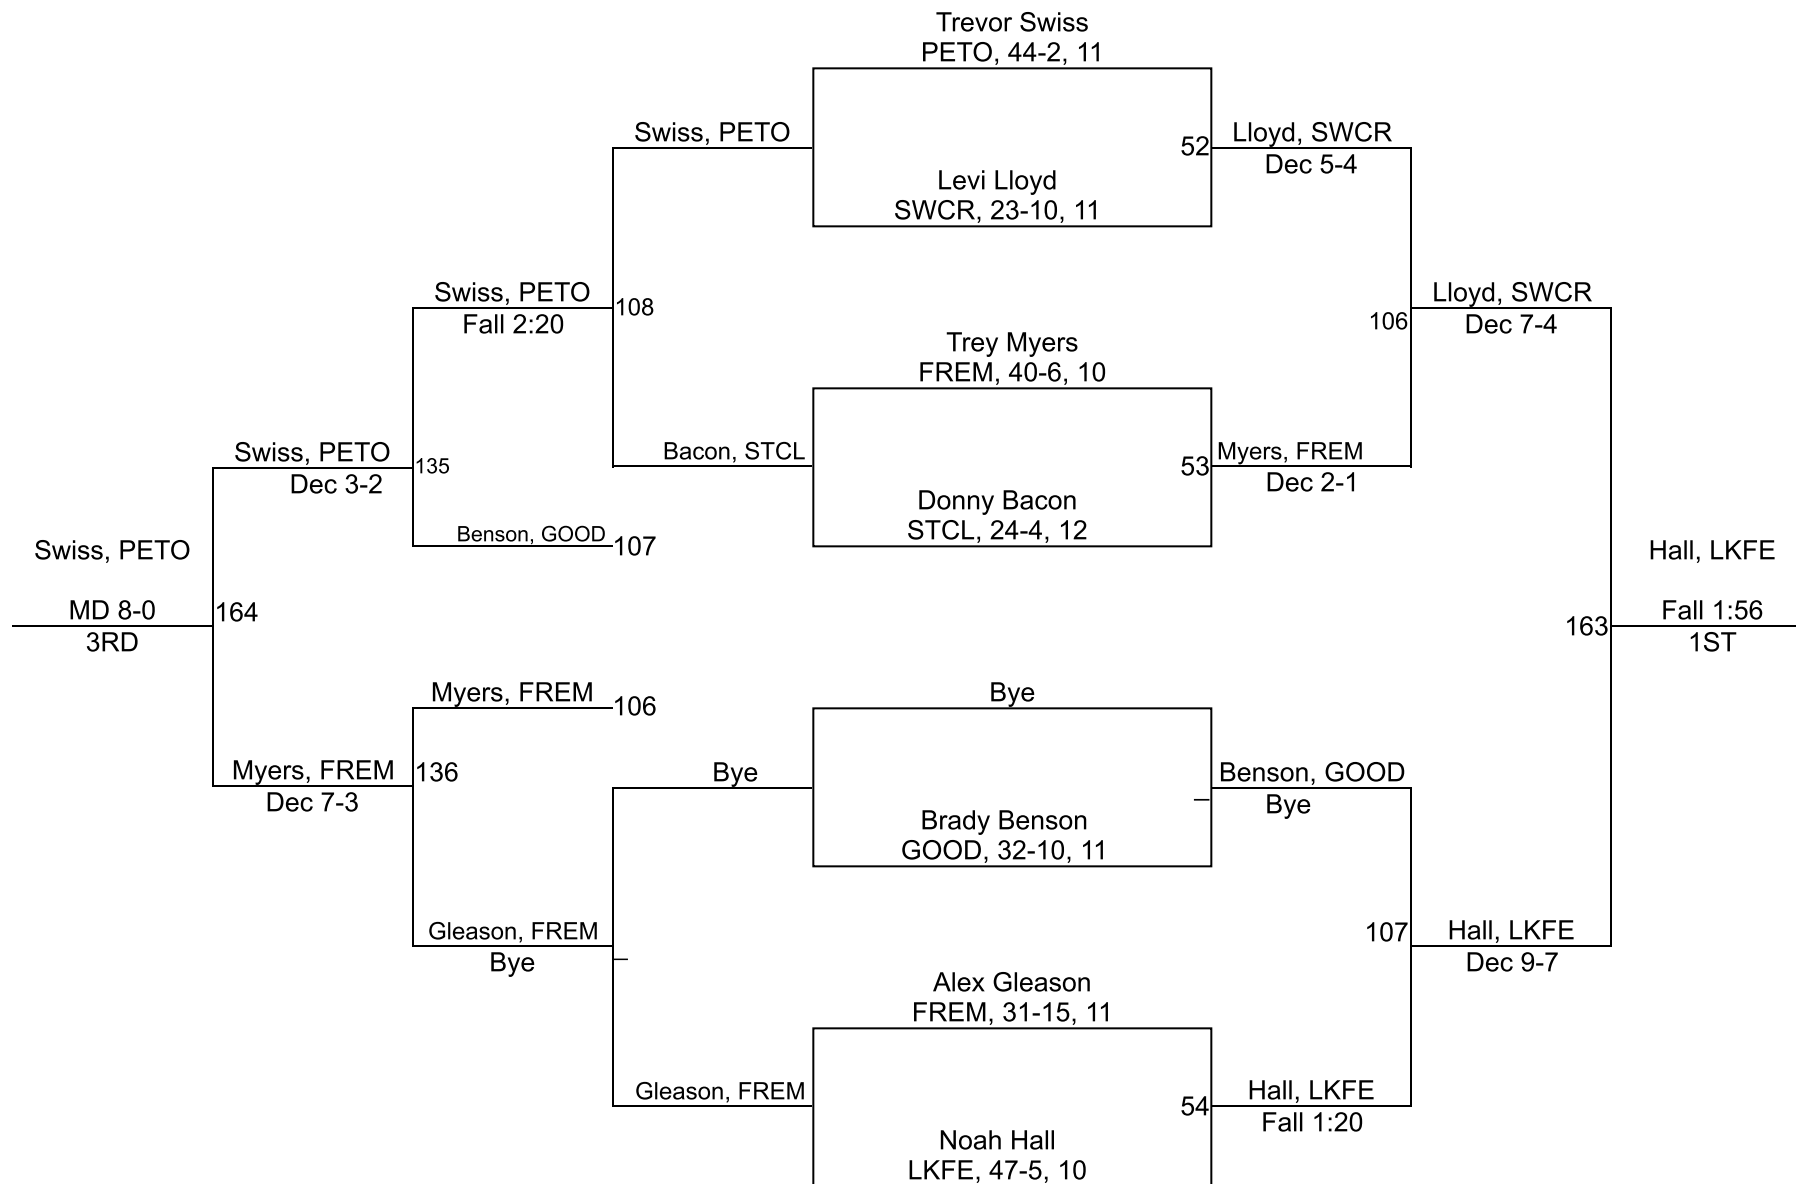 Trevor Swiss
PETO, 44-2, 11
Swiss, PETO
52
Lloyd, SWCR
Dec 5-4
Levi Lloyd
SWCR, 23-10, 11
Swiss, PETO
Fall 2:20
108
106
Lloyd, SWCR
Dec 7-4
Trey Myers
FREM, 40-6, 10
Swiss, PETO
Dec 3-2
135
Bacon, STCL
53
Myers, FREM
Dec 2-1
Donny Bacon
STCL, 24-4, 12
Benson, GOOD
107
Swiss, PETO
MD 8-0
3RD
164
Hall, LKFE
163
Fall 1:56
1ST
Myers, FREM
106
Bye
Myers, FREM
Dec 7-3
136
Bye
Benson, GOOD
Bye
Brady Benson
GOOD, 32-10, 11
Gleason, FREM
Bye
107
Hall, LKFE
Dec 9-7
Alex Gleason
FREM, 31-15, 11
Gleason, FREM
54
Hall, LKFE
Fall 1:20
Noah Hall
LKFE, 47-5, 10